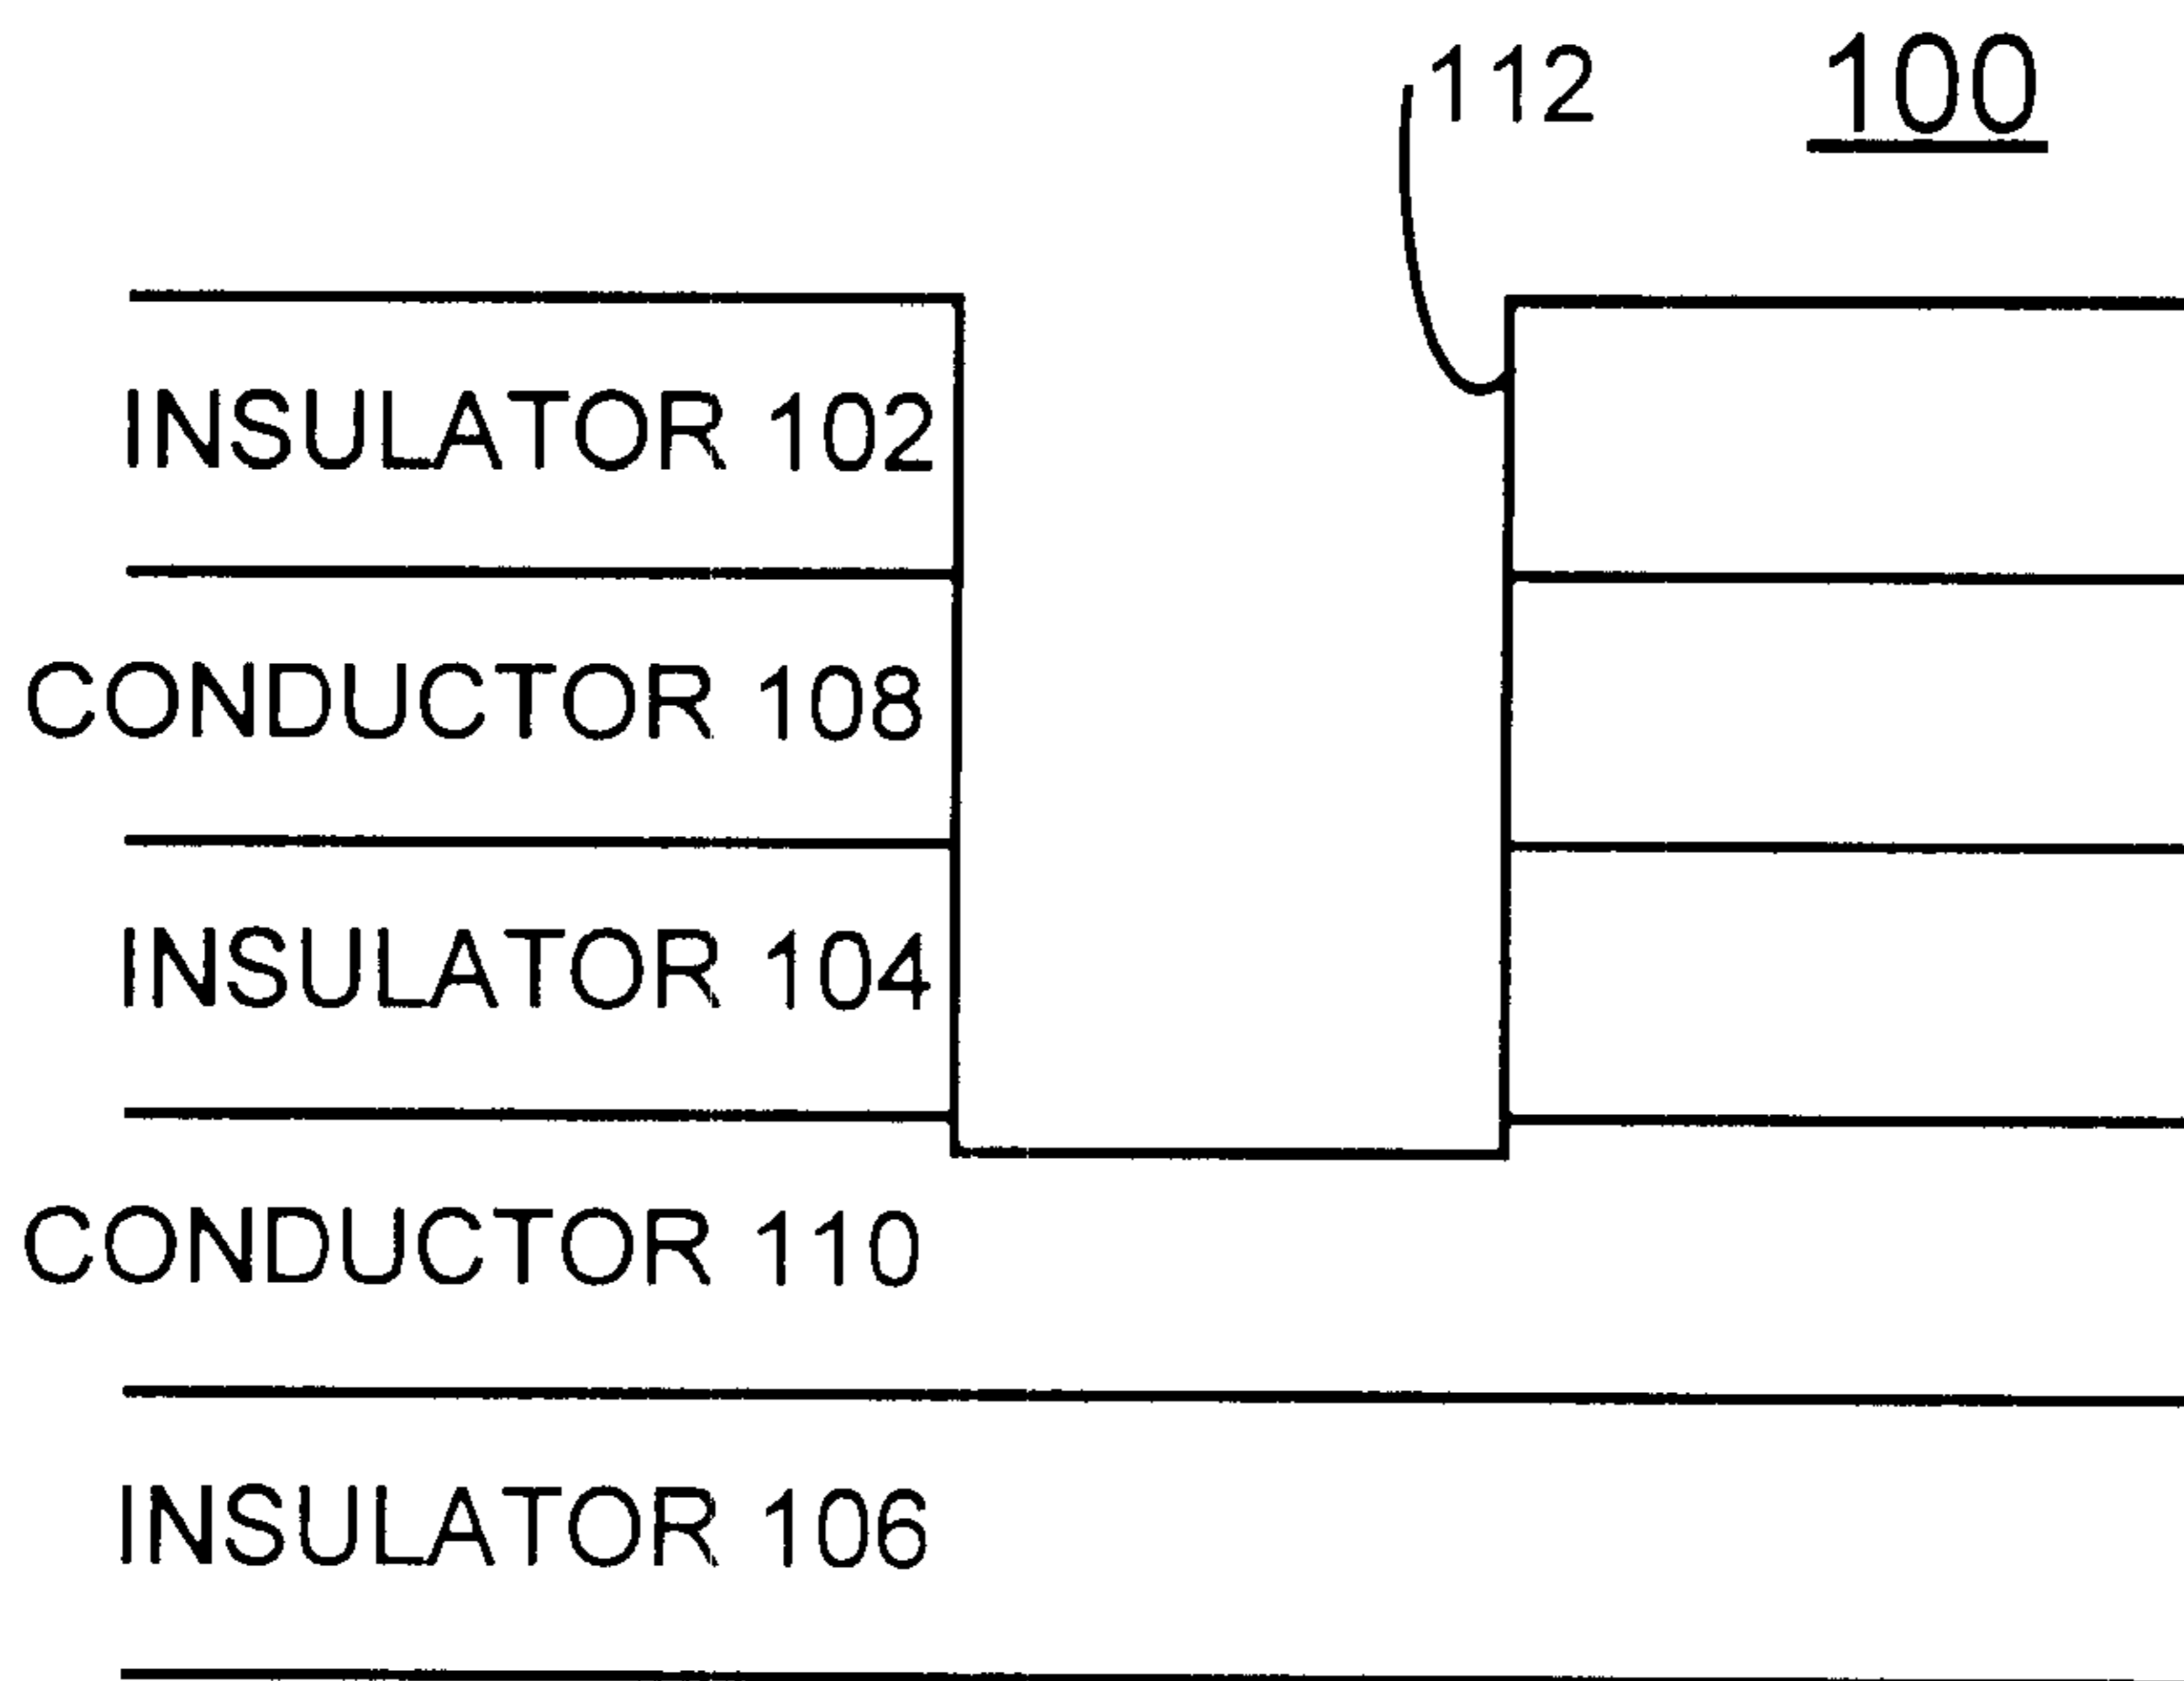 112
100
INSULATOR 102
CONDUCTOR 108
INSULATOR 104
CONDUCTOR 110
INSULATOR 106